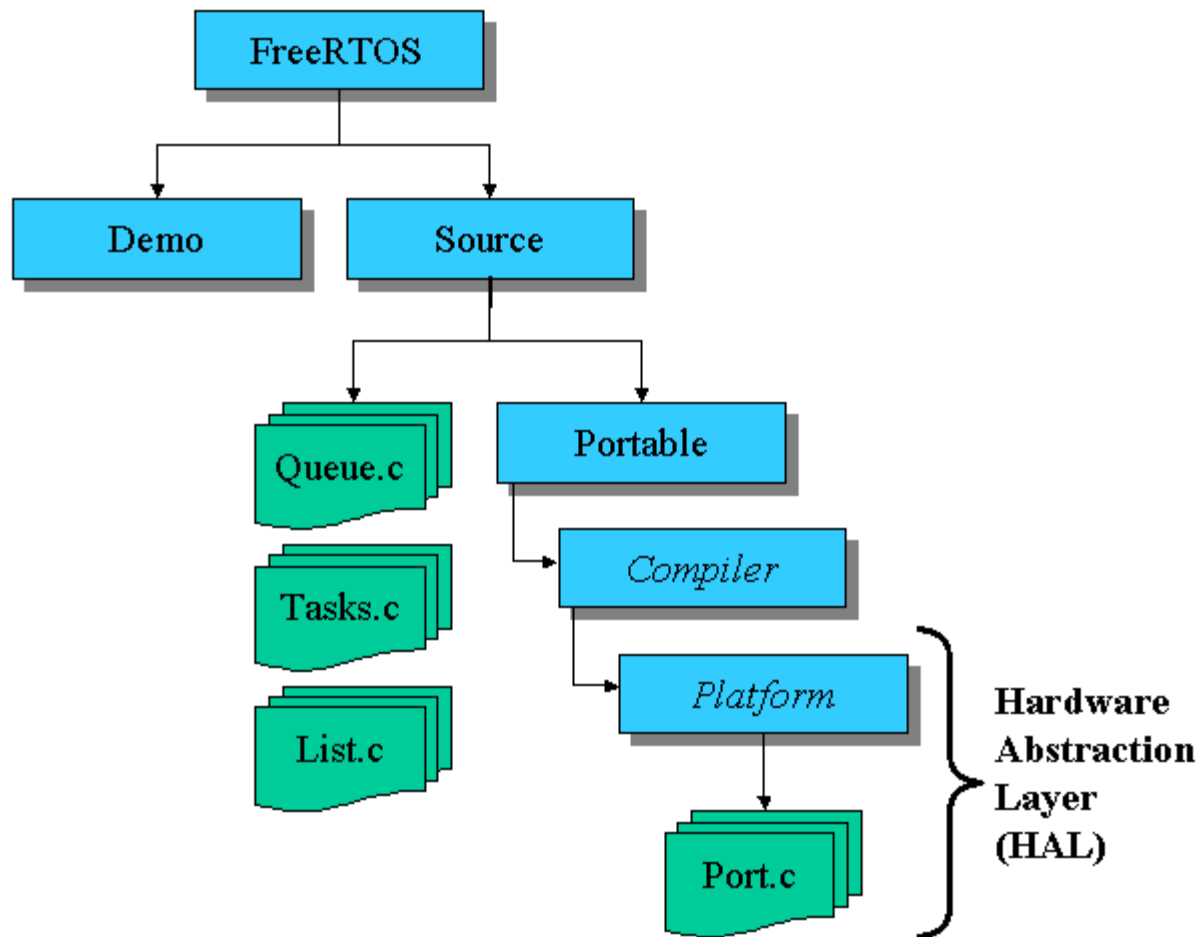 FreeRTOS
Demo
Source
Queue.c
Portable
Compiler
Tasks.c
Platform
List.c
Port.c
Hardware
Abstraction
Layer
(HAL)